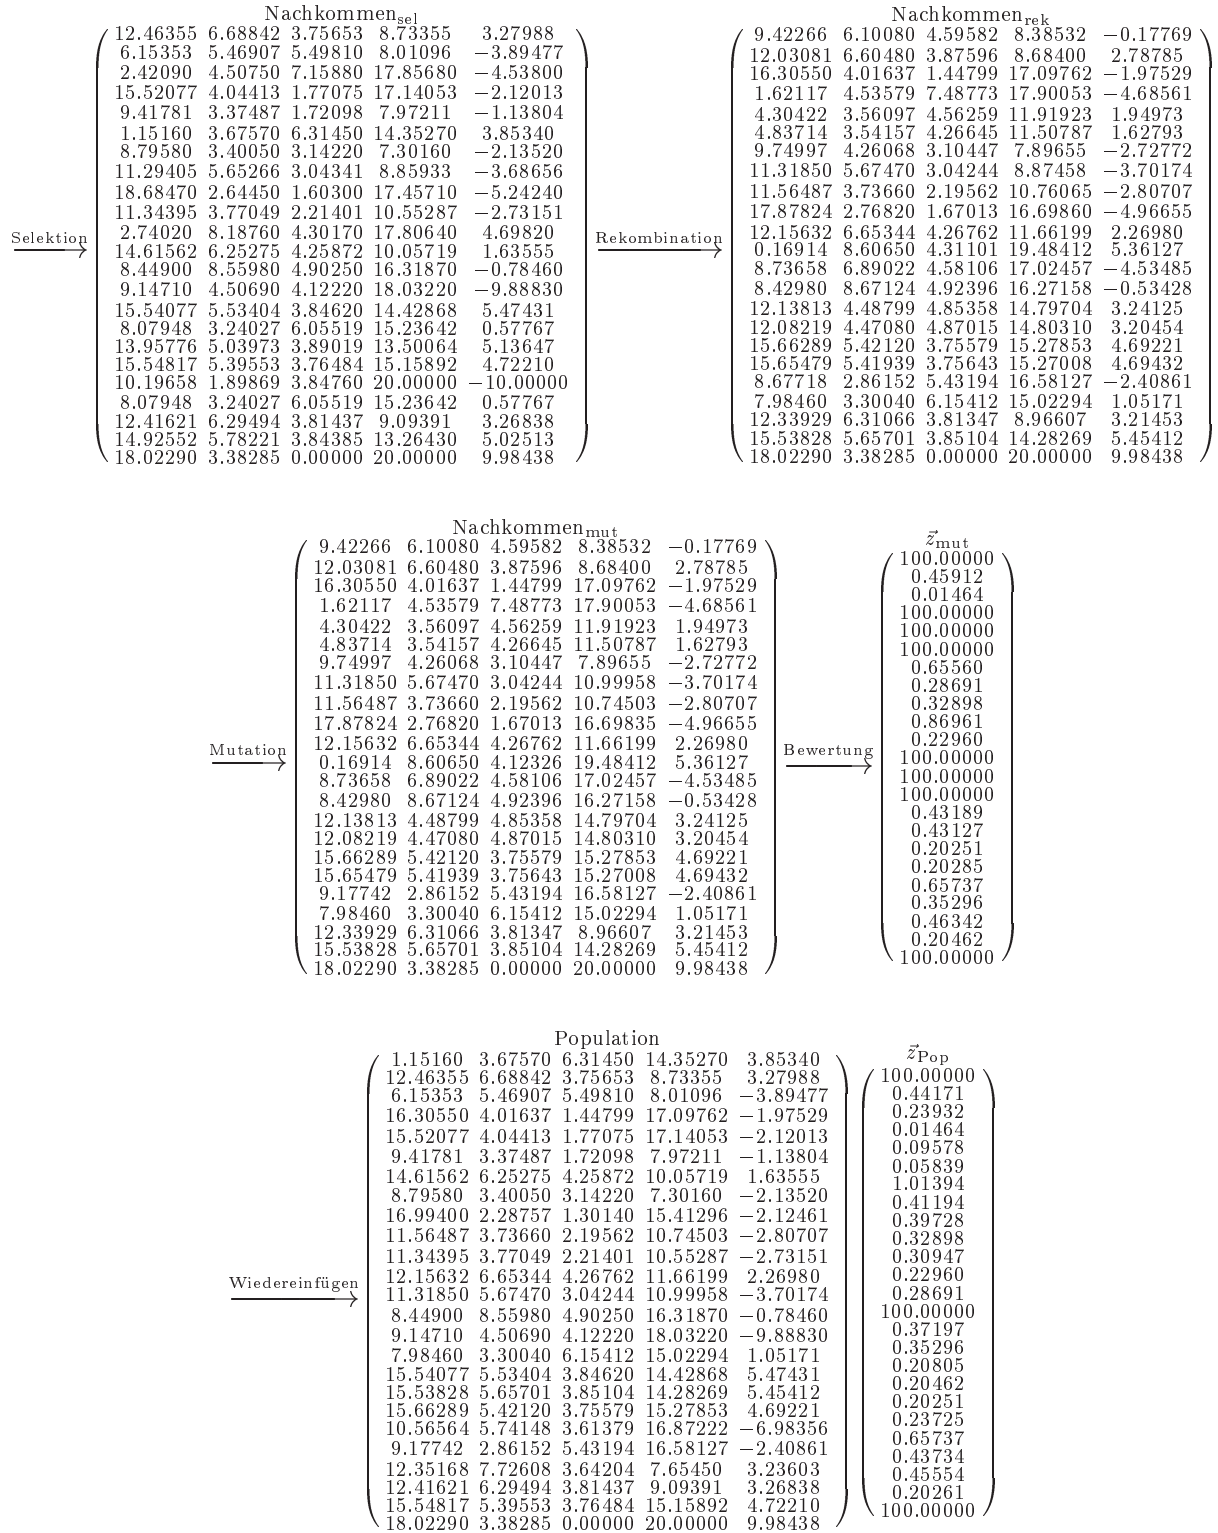 Nachkommen_sel
12.46355 6.68842 3.75653 8.73355 3.27988
6.15353 5.46907 5.49810 8.01096 −3.89477
2.42090 4.50750 7.15880 17.85680 −4.53800
15.52077 4.04413 1.77075 17.14053 −2.12013
9.41781 3.37487 1.72098 7.97211 −1.13804
1.15160 3.67570 6.31450 14.35270 3.85340
8.79580 3.40050 3.14220 7.30160 −2.13520
11.29405 5.65266 3.04341 8.85933 −3.68656
18.68470 2.64450 1.60300 17.45710 −5.24240
11.34395 3.77049 2.21401 10.55287 −2.73151
2.74020 8.18760 4.30170 17.80640 4.69820
Selektion
14.61562 6.25275 4.25872 10.05719 1.63555
8.44900 8.55980 4.90250 16.31870 −0.78460
9.14710 4.50690 4.12220 18.03220 −9.88830
15.54077 5.53404 3.84620 14.42868 5.47431
8.07948 3.24027 6.05519 15.23642 0.57767
13.95776 5.03973 3.89019 13.50064 5.13647
15.54817 5.39553 3.76484 15.15892 4.72210
10.19658 1.89869 3.84760 20.00000 −10.00000
8.07948 3.24027 6.05519 15.23642 0.57767
12.41621 6.29494 3.81437 9.09391 3.26838
14.92552 5.78221 3.84385 13.26430 5.02513
18.02290 3.38285 0.00000 20.00000 9.98438
Nachkommen_rek
9.42266 6.10080 4.59582 8.38532 −0.17769
12.03081 6.60480 3.87596 8.68400 2.78785
16.30550 4.01637 1.44799 17.09762 −1.97529
1.62117 4.53579 7.48773 17.90053 −4.68561
4.30422 3.56097 4.56259 11.91923 1.94973
4.83714 3.54157 4.26645 11.50787 1.62793
9.74997 4.26068 3.10447 7.89655 −2.72772
11.31850 5.67470 3.04244 8.87458 −3.70174
11.56487 3.73660 2.19562 10.76065 −2.80707
17.87824 2.76820 1.67013 16.69860 −4.96655
12.15632 6.65344 4.26762 11.66199 2.26980
Rekombination
0.16914 8.60650 4.31101 19.48412 5.36127
8.73658 6.89022 4.58106 17.02457 −4.53485
8.42980 8.67124 4.92396 16.27158 −0.53428
12.13813 4.48799 4.85358 14.79704 3.24125
12.08219 4.47080 4.87015 14.80310 3.20454
15.66289 5.42120 3.75579 15.27853 4.69221
15.65479 5.41939 3.75643 15.27008 4.69432
8.67718 2.86152 5.43194 16.58127 −2.40861
7.98460 3.30040 6.15412 15.02294 1.05171
12.33929 6.31066 3.81347 8.96607 3.21453
15.53828 5.65701 3.85104 14.28269 5.45412
18.02290 3.38285 0.00000 20.00000 9.98438
Nachkommen_mut
9.42266 6.10080 4.59582 8.38532 −0.17769
12.03081 6.60480 3.87596 8.68400 2.78785
16.30550 4.01637 1.44799 17.09762 −1.97529
1.62117 4.53579 7.48773 17.90053 −4.68561
4.30422 3.56097 4.56259 11.91923 1.94973
4.83714 3.54157 4.26645 11.50787 1.62793
9.74997 4.26068 3.10447 7.89655 −2.72772
11.31850 5.67470 3.04244 10.99958 −3.70174
11.56487 3.73660 2.19562 10.74503 −2.80707
17.87824 2.76820 1.67013 16.69835 −4.96655
12.15632 6.65344 4.26762 11.66199 2.26980
Mutation
0.16914 8.60650 4.12326 19.48412 5.36127
8.73658 6.89022 4.58106 17.02457 −4.53485
8.42980 8.67124 4.92396 16.27158 −0.53428
12.13813 4.48799 4.85358 14.79704 3.24125
12.08219 4.47080 4.87015 14.80310 3.20454
15.66289 5.42120 3.75579 15.27853 4.69221
15.65479 5.41939 3.75643 15.27008 4.69432
9.17742 2.86152 5.43194 16.58127 −2.40861
7.98460 3.30040 6.15412 15.02294 1.05171
12.33929 6.31066 3.81347 8.96607 3.21453
15.53828 5.65701 3.85104 14.28269 5.45412
18.02290 3.38285 0.00000 20.00000 9.98438
z⃗_mut
100.00000
0.45912
0.01464
100.00000
100.00000
100.00000
0.65560
0.28691
0.32898
0.86961
0.22960
Bewertung
100.00000
100.00000
100.00000
0.43189
0.43127
0.20251
0.20285
0.65737
0.35296
0.46342
0.20462
100.00000
Population
1.15160 3.67570 6.31450 14.35270 3.85340
12.46355 6.68842 3.75653 8.73355 3.27988
6.15353 5.46907 5.49810 8.01096 −3.89477
16.30550 4.01637 1.44799 17.09762 −1.97529
15.52077 4.04413 1.77075 17.14053 −2.12013
9.41781 3.37487 1.72098 7.97211 −1.13804
14.61562 6.25275 4.25872 10.05719 1.63555
8.79580 3.40050 3.14220 7.30160 −2.13520
16.99400 2.28757 1.30140 15.41296 −2.12461
11.56487 3.73660 2.19562 10.74503 −2.80707
11.34395 3.77049 2.21401 10.55287 −2.73151
12.15632 6.65344 4.26762 11.66199 2.26980
Wiedereinfügen
11.31850 5.67470 3.04244 10.99958 −3.70174
8.44900 8.55980 4.90250 16.31870 −0.78460
9.14710 4.50690 4.12220 18.03220 −9.88830
7.98460 3.30040 6.15412 15.02294 1.05171
15.54077 5.53404 3.84620 14.42868 5.47431
15.53828 5.65701 3.85104 14.28269 5.45412
15.66289 5.42120 3.75579 15.27853 4.69221
10.56564 5.74148 3.61379 16.87222 −6.98356
9.17742 2.86152 5.43194 16.58127 −2.40861
12.35168 7.72608 3.64204 7.65450 3.23603
12.41621 6.29494 3.81437 9.09391 3.26838
15.54817 5.39553 3.76484 15.15892 4.72210
18.02290 3.38285 0.00000 20.00000 9.98438
z⃗_Pop
100.00000
0.44171
0.23932
0.01464
0.09578
0.05839
1.01394
0.41194
0.39728
0.32898
0.30947
0.22960
0.28691
100.00000
0.37197
0.35296
0.20805
0.20462
0.20251
0.23725
0.65737
0.43734
0.45554
0.20261
100.00000